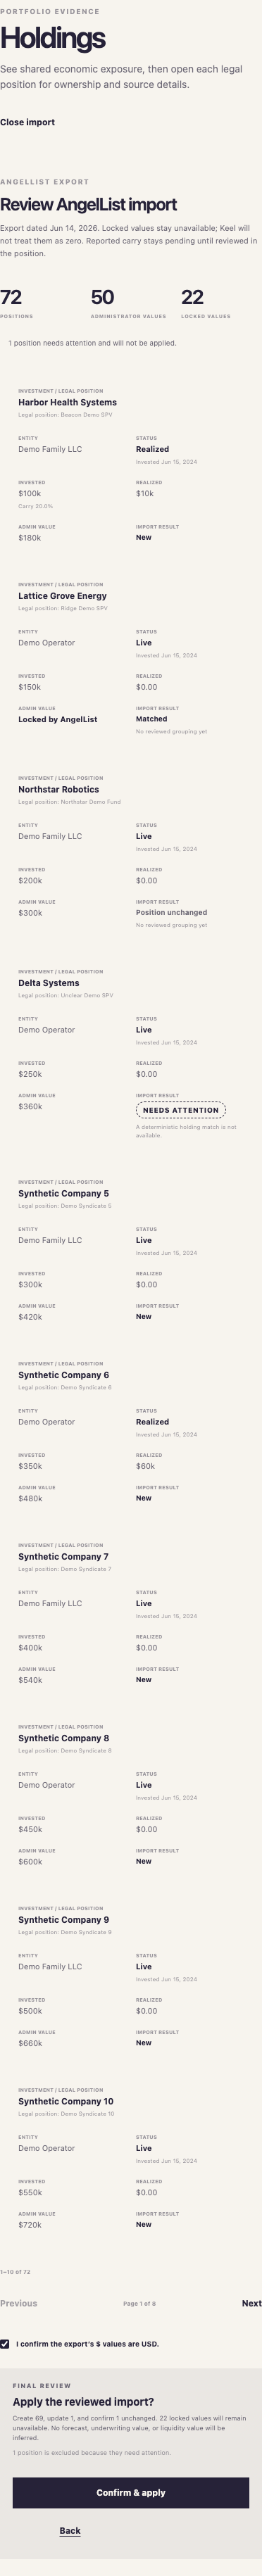 PORTFOLIO EVIDENCE
Holdings
See shared economic exposure, then open each legal
position for ownership and source details.
Close import
ANGELLIST EXPORT
Review AngelList import
Export dated Jun 14, 2026. Locked values stay unavailable; Keel will
not treat them as zero. Reported carry stays pending until reviewed in
the position.
72 50 22
POSITIONS ADMINISTRATOR VALUES LOCKED VALUES
1 position needs attention and will not be applied.
INVESTMENT / LEGAL POSITION
Harbor Health Systems
Legal position: Beacon Demo SPV
ENTITY STATUS
Demo Family LLC Realized
Invested Jun 15, 2024
INVESTED REALIZED
$100k $10k
Carry 20.0%
ADMIN VALUE IMPORT RESULT
$180k New
INVESTMENT / LEGAL POSITION
Lattice Grove Energy
Legal position: Ridge Demo SPV
ENTITY STATUS
Demo Operator Live
Invested Jun 15, 2024
INVESTED REALIZED
$150k $0.00
ADMIN VALUE IMPORT RESULT
Locked by AngelList Matched
No reviewed grouping yet
INVESTMENT / LEGAL POSITION
Northstar Robotics
Legal position: Northstar Demo Fund
ENTITY STATUS
Demo Family LLC Live
Invested Jun 15, 2024
INVESTED REALIZED
$200k $0.00
ADMIN VALUE IMPORT RESULT
$300k Position unchanged
No reviewed grouping yet
INVESTMENT / LEGAL POSITION
Delta Systems
Legal position: Unclear Demo SPV
ENTITY STATUS
Demo Operator Live
Invested Jun 15, 2024
INVESTED REALIZED
$250k $0.00
ADMIN VALUE IMPORT RESULT
$360k NEEDS ATTENTION
A deterministic holding match is not
available.
INVESTMENT / LEGAL POSITION
Synthetic Company 5
Legal position: Demo Syndicate 5
ENTITY STATUS
Demo Family LLC Live
Invested Jun 15, 2024
INVESTED REALIZED
$300k $0.00
ADMIN VALUE IMPORT RESULT
$420k New
INVESTMENT / LEGAL POSITION
Synthetic Company 6
Legal position: Demo Syndicate 6
ENTITY STATUS
Demo Operator Realized
Invested Jun 15, 2024
INVESTED REALIZED
$350k $60k
ADMIN VALUE IMPORT RESULT
$480k New
INVESTMENT / LEGAL POSITION
Synthetic Company 7
Legal position: Demo Syndicate 7
ENTITY STATUS
Demo Family LLC Live
Invested Jun 15, 2024
INVESTED REALIZED
$400k $0.00
ADMIN VALUE IMPORT RESULT
$540k New
INVESTMENT / LEGAL POSITION
Synthetic Company 8
Legal position: Demo Syndicate 8
ENTITY STATUS
Demo Operator Live
Invested Jun 15, 2024
INVESTED REALIZED
$450k $0.00
ADMIN VALUE IMPORT RESULT
$600k New
INVESTMENT / LEGAL POSITION
Synthetic Company 9
Legal position: Demo Syndicate 9
ENTITY STATUS
Demo Family LLC Live
Invested Jun 15, 2024
INVESTED REALIZED
$500k $0.00
ADMIN VALUE IMPORT RESULT
$660k New
INVESTMENT / LEGAL POSITION
Synthetic Company 10
Legal position: Demo Syndicate 10
ENTITY STATUS
Demo Operator Live
Invested Jun 15, 2024
INVESTED REALIZED
$550k $0.00
ADMIN VALUE IMPORT RESULT
$720k New
1–10 of 72
Previous Page 1 of 8 Next
I confirm the export's $ values are USD.
FINAL REVIEW
Apply the reviewed import?
Create 69, update 1, and confirm 1 unchanged. 22 locked values will remain
unavailable. No forecast, underwriting value, or liquidity value will be
inferred.
1 position is excluded because they need attention.
Confirm & apply
Back